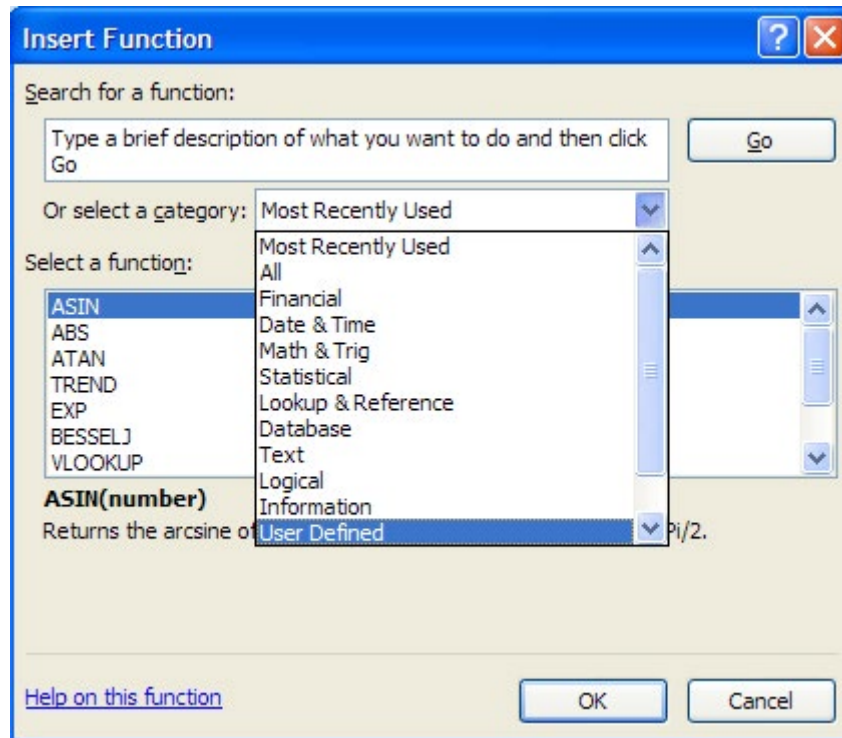 Insert Function
Search for a function:
Type a brief description of what you want to do and then click
Go
Go
Or select a category: Most Recently Used
Most Recently Used
All
Financial
Date & Time
Math & Trig
Statistical
Lookup & Reference
Database
Text
Logical
Information
User Defined
Select a function:
ASIN
ABS
ATAN
TREND
EXP
BESSELJ
VLOOKUP
ASIN(number)
Returns the arcsine of Pi/2.
Help on this function
OK
Cancel